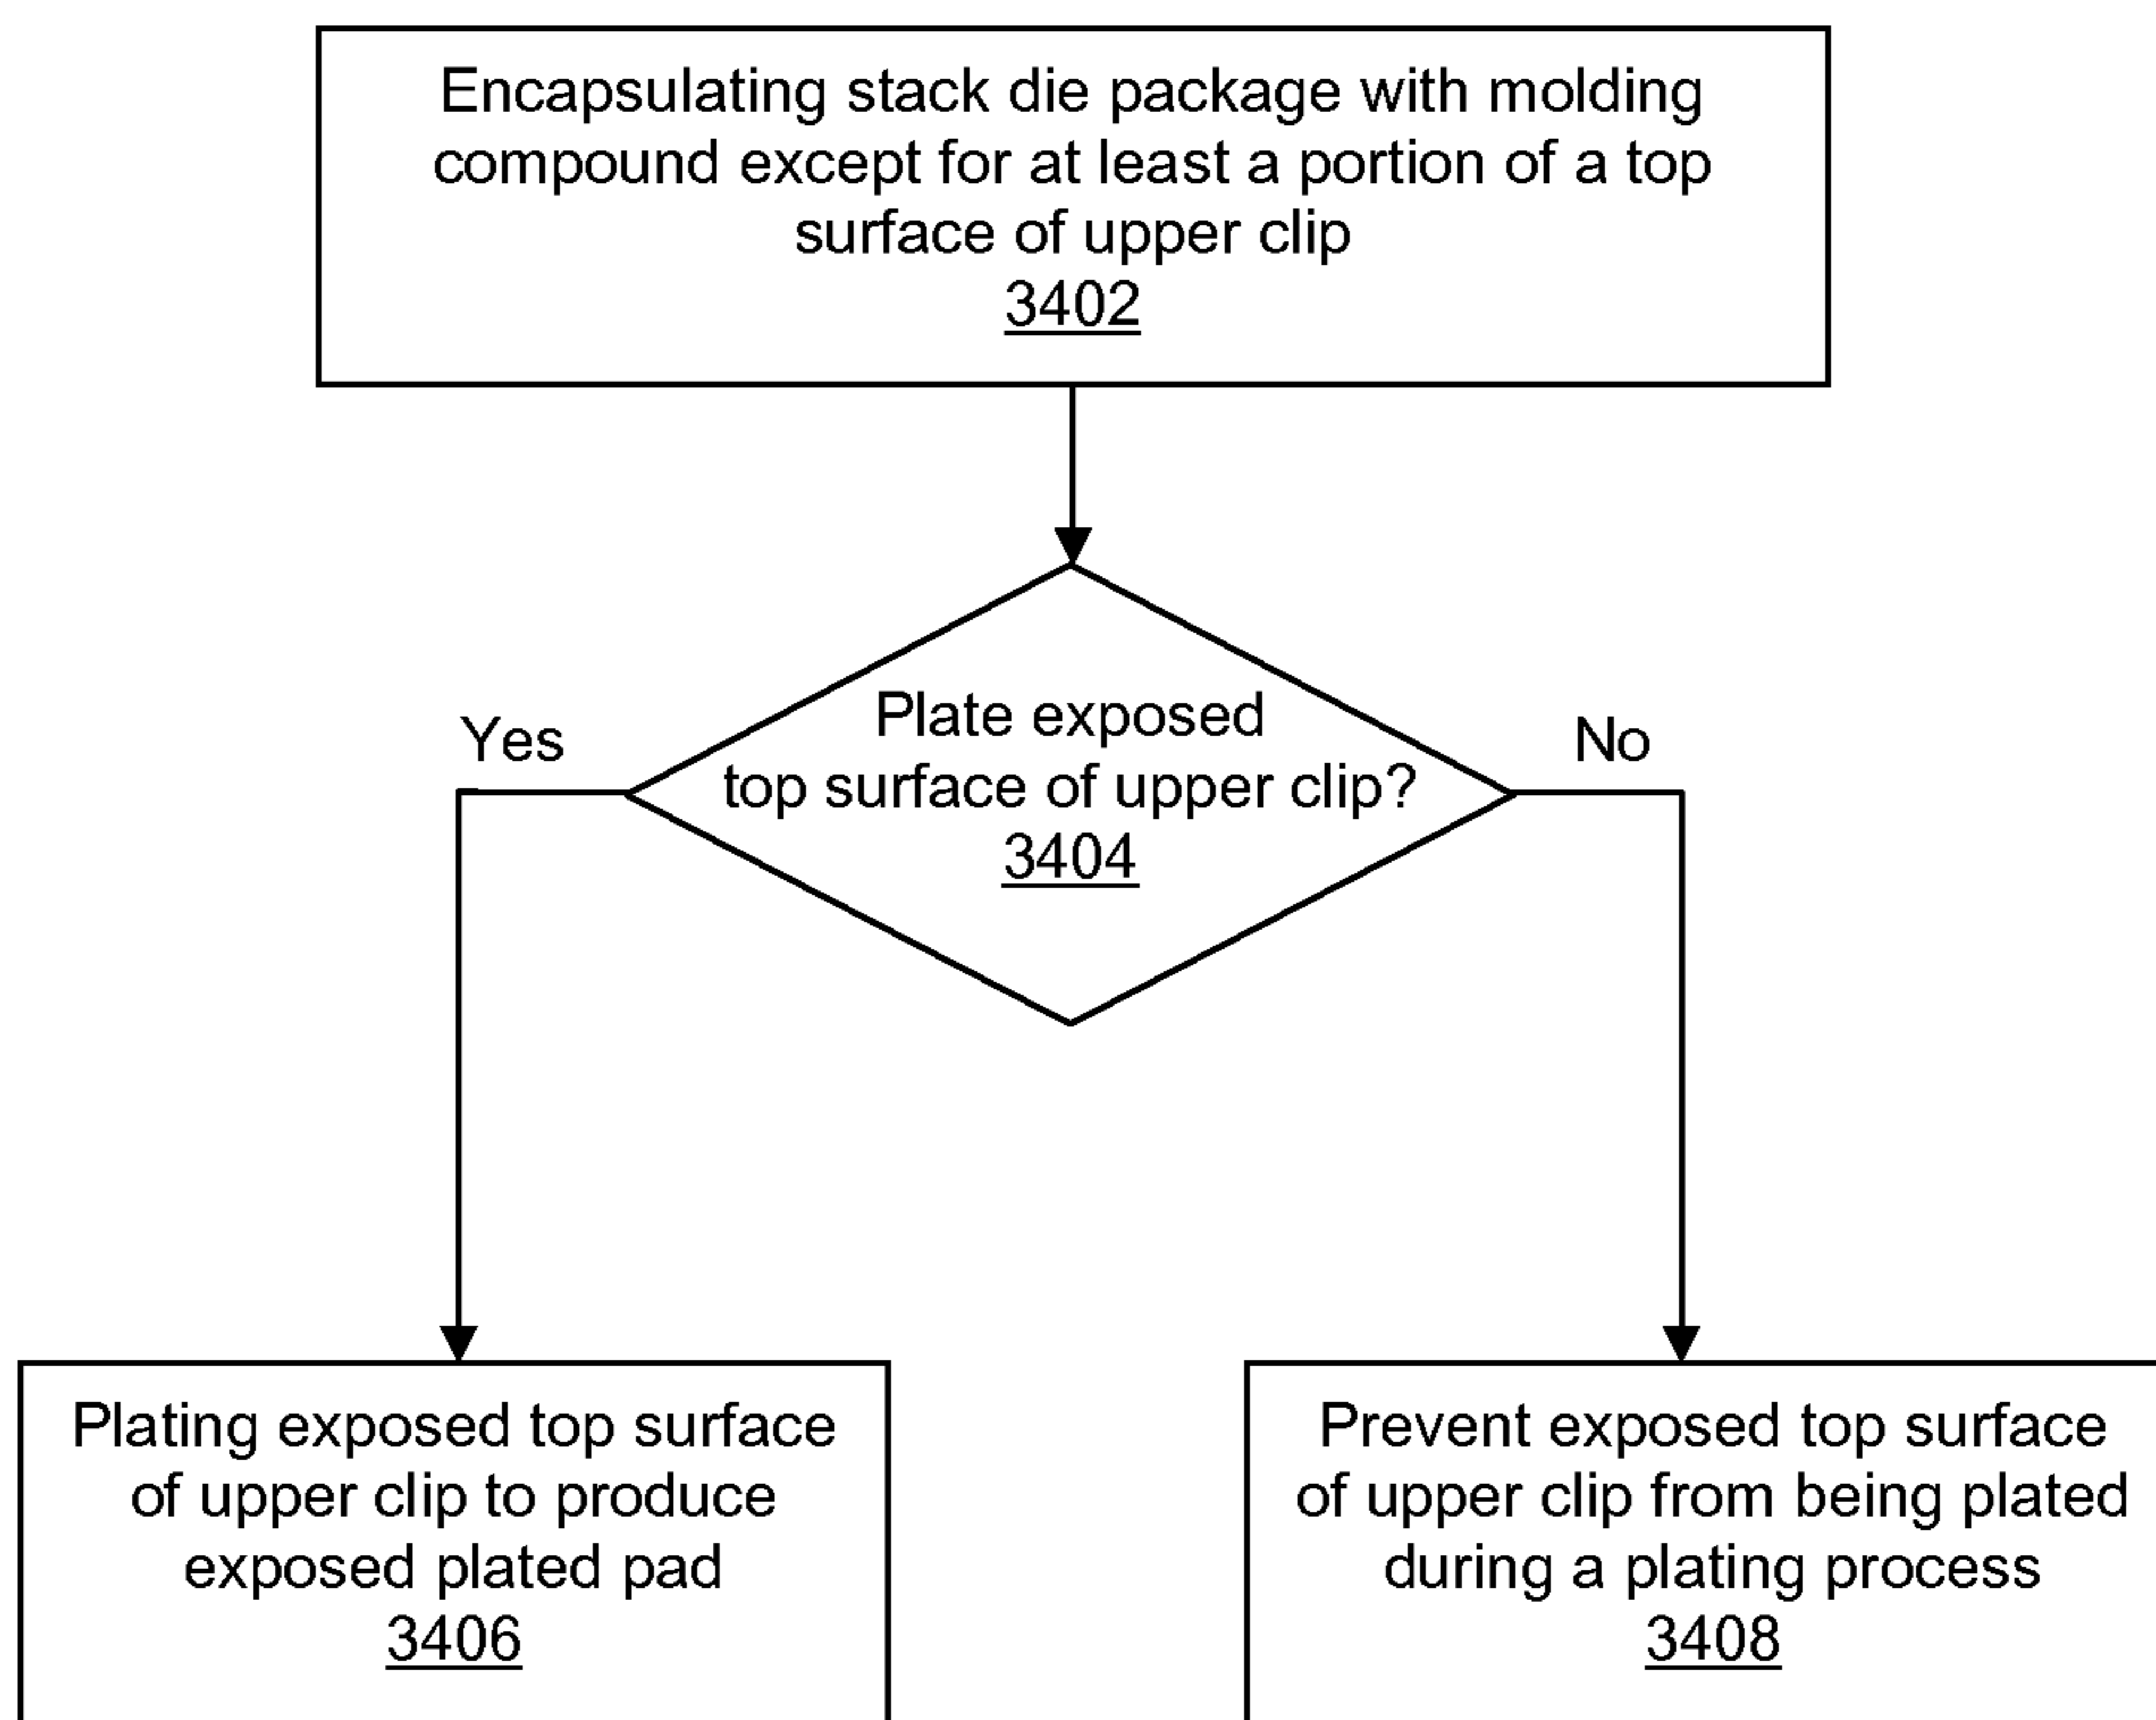 Encapsulating stack die package with molding
compound except for at least a portion of a top
surface of upper clip
3402
Plate exposed
top surface of upper clip?
3404
Yes
No
Plating exposed top surface
of upper clip to produce
exposed plated pad
3406
Prevent exposed top surface
of upper clip from being plated
during a plating process
3408